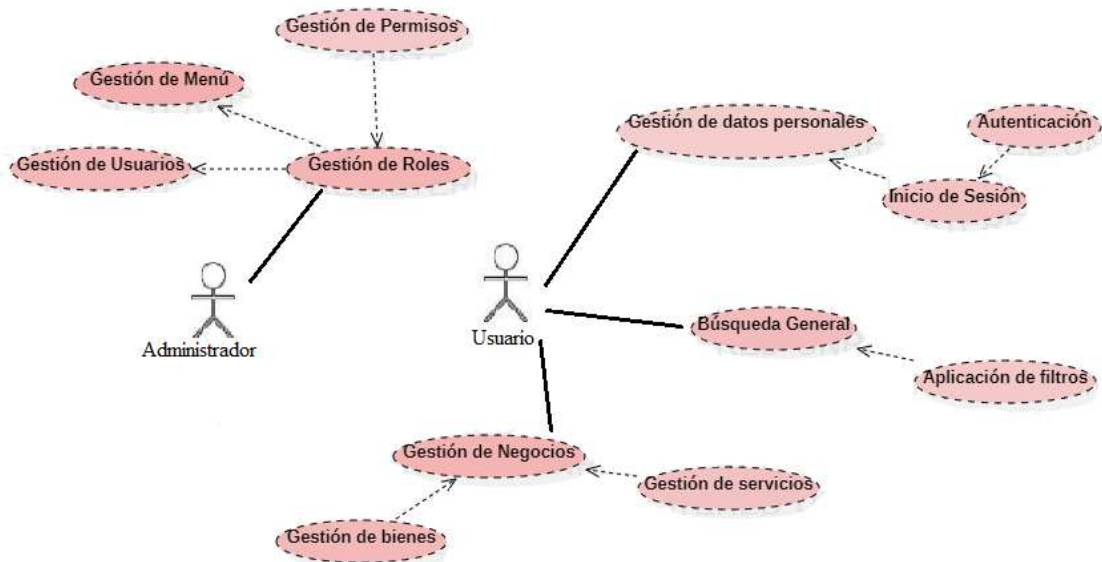 Gestión de Permisos
Gestión de Menú
Gestión de Usuarios
Gestión de Roles
Administrador
Gestión de datos personales
Autenticación
Inicio de Sesión
Usuario
Búsqueda General
Aplicación de filtros
Gestión de Negocios
Gestión de servicios
Gestión de bienes